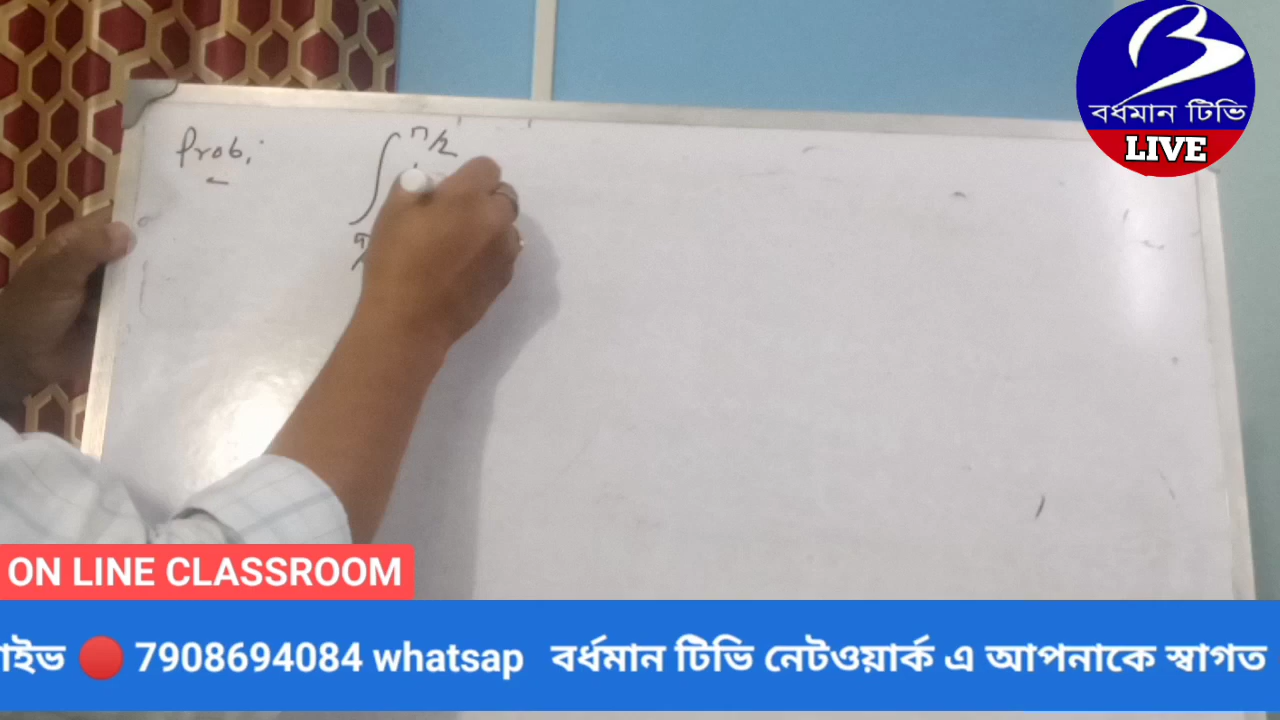 বর্ধমান টিভি
LIVE
Prob:
∫ π/2
π
ON LINE CLASSROOM
াইভ 🔴 7908694084 whatsap বর্ধমান টিভি নেটওয়ার্ক এ আপনাকে স্বাগত